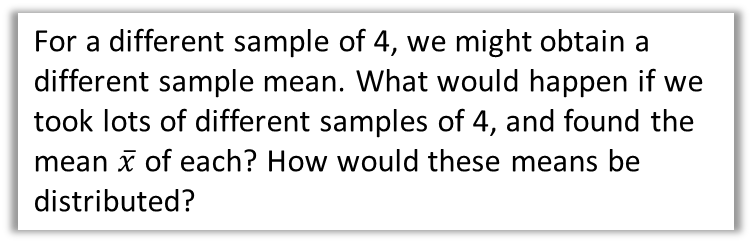 For a different sample of 4, we might obtain a
different sample mean. What would happen if we
took lots of different samples of 4, and found the
mean x̄ of each? How would these means be
distributed?